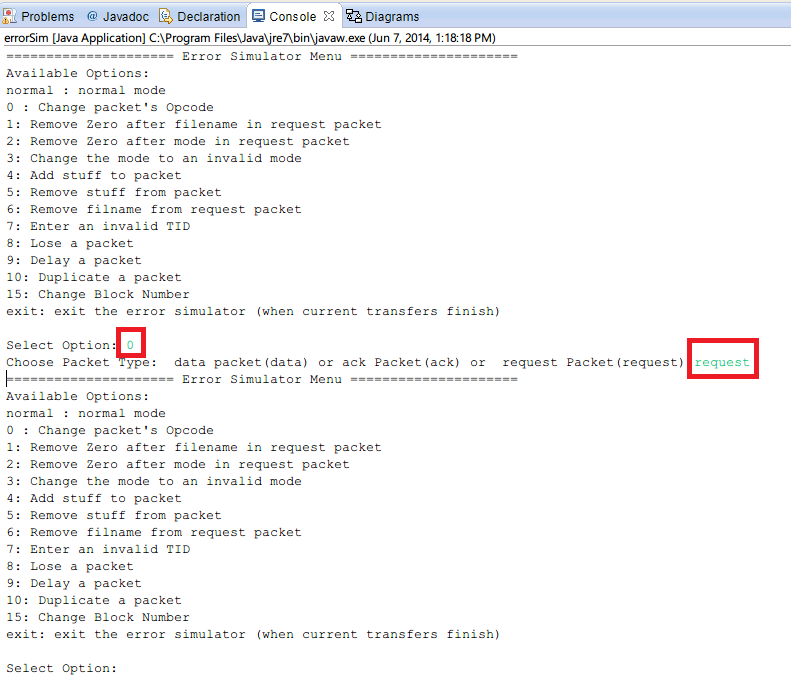 Problems @ Javadoc Declaration Console Diagrams
errorSim [Java Application] C:\Program Files\Java\jre7\bin\javaw.exe (Jun 7, 2014, 1:18:18 PM)
===================== Error Simulator Menu =====================
Available Options:
normal : normal mode
0 : Change packet's Opcode
1: Remove Zero after filename in request packet
2: Remove Zero after mode in request packet
3: Change the mode to an invalid mode
4: Add stuff to packet
5: Remove stuff from packet
6: Remove filname from request packet
7: Enter an invalid TID
8: Lose a packet
9: Delay a packet
10: Duplicate a packet
15: Change Block Number
exit: exit the error simulator (when current transfers finish)
Select Option: 0
Choose Packet Type:  data packet(data) or ack Packet(ack) or  request Packet(request) request
===================== Error Simulator Menu =====================
Available Options:
normal : normal mode
0 : Change packet's Opcode
1: Remove Zero after filename in request packet
2: Remove Zero after mode in request packet
3: Change the mode to an invalid mode
4: Add stuff to packet
5: Remove stuff from packet
6: Remove filname from request packet
7: Enter an invalid TID
8: Lose a packet
9: Delay a packet
10: Duplicate a packet
15: Change Block Number
exit: exit the error simulator (when current transfers finish)
Select Option: